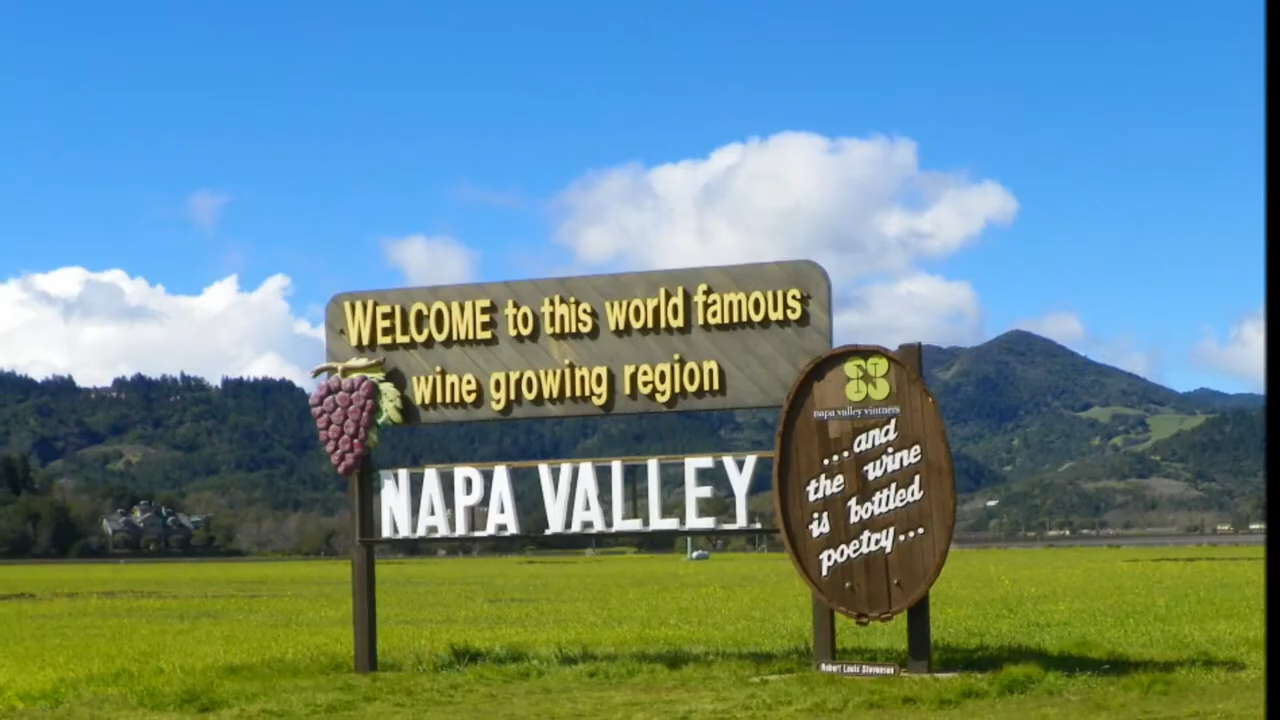 WELCOME to this world famous
wine growing region
NAPA VALLEY
napa valley vintners
...and
the wine
is bottled
poetry...
Robert Louis Stevenson